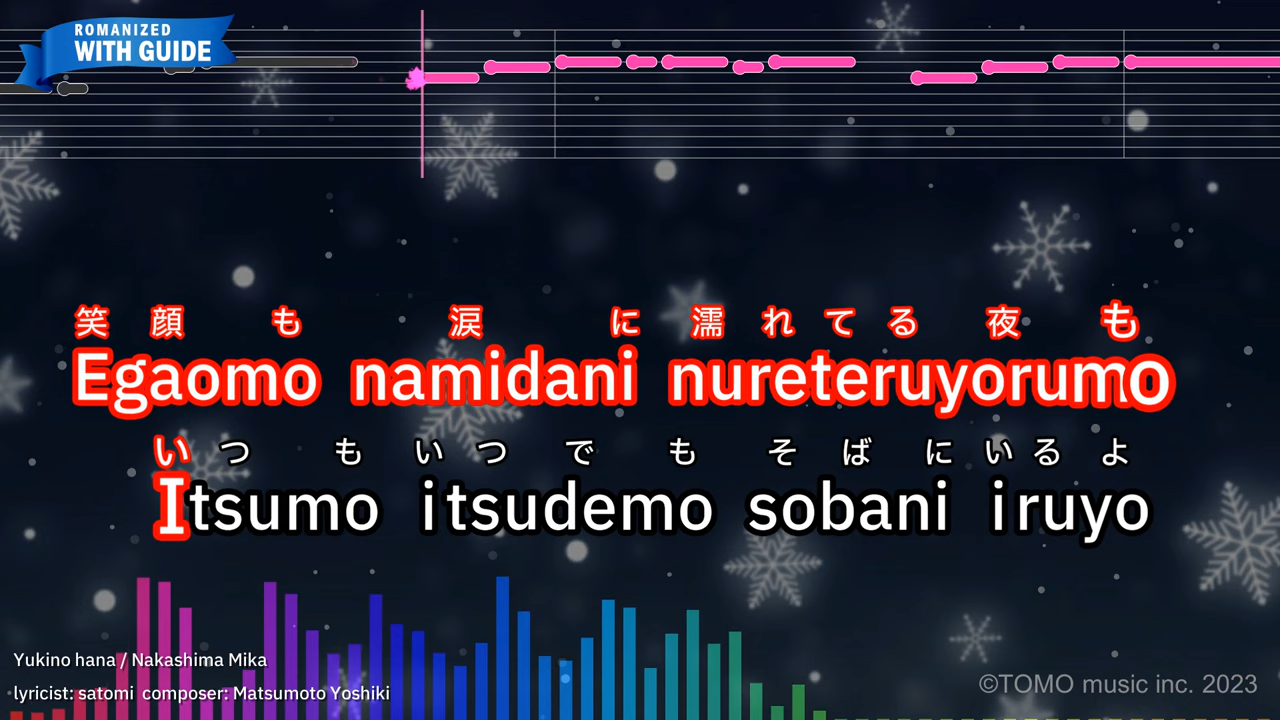 ROMANIZED
WITH GUIDE
笑顔も涙に濡れてる夜も
Egaomo namidani nureteruyorumo
いつもいつでもそばにいるよ
Itsumo itsudemo sobani iruyo
Yukino hana / Nakashima Mika
lyricist: satomi composer: Matsumoto Yoshiki
©TOMO music inc. 2023